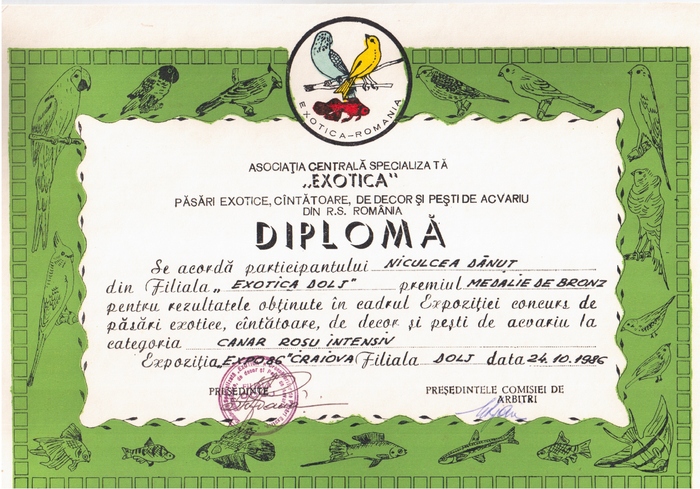 EXOTICA-ROMANIA
ASOCIAŢIA CENTRALĂ SPECIALIZATĂ
„EXOTICA"
PĂSĂRI EXOTICE, CÎNTĂTOARE, DE DECOR ŞI PEŞTI DE ACVARIU
DIN R.S. ROMÂNIA
DIPLOMĂ
Se acordă participantului NICULCEA DĂNUŢ
din Filiala „EXOTICA DOLJ" premiul MEDALIE DE BRONZ
pentru rezultatele obţinute în cadrul Expoziţiei concurs de
păsări exotice, cîntătoare, de decor şi peşti de acvariu la
categoria CANAR ROSU INTENSIV
Expoziţia „EXPO 86" CRAIOVA Filiala DOLJ data 24.10.1986
PREŞEDINTE
PREŞEDINTELE COMISIEI DE
ARBITRI